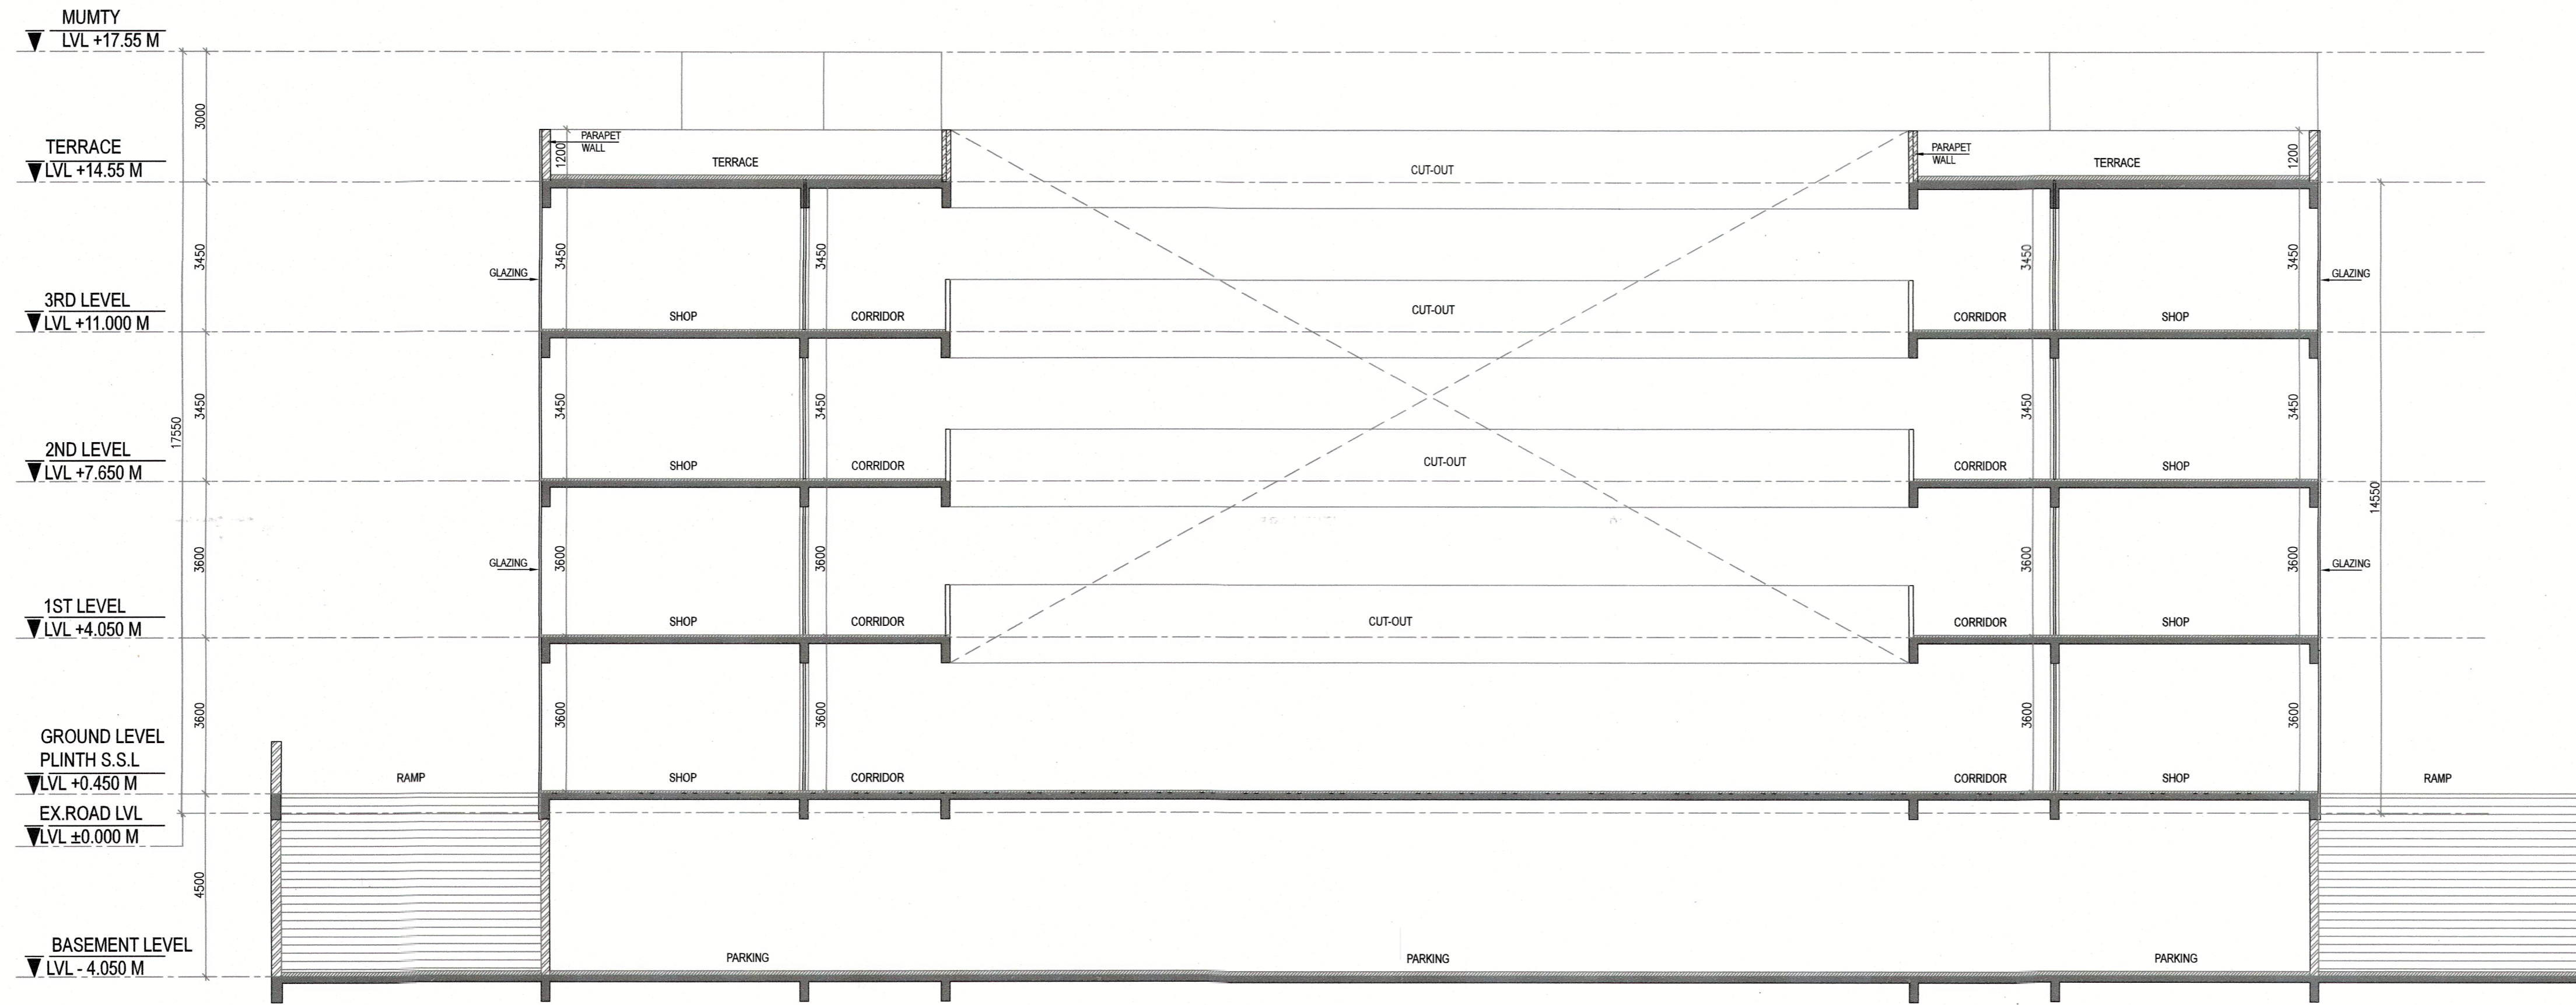 MUMTY
LVL +17.55 M
3000
PARAPET
WALL
1200
TERRACE
CUT-OUT
PARAPET
WALL
TERRACE
1200
TERRACE
LVL +14.55 M
3450
GLAZING
3450
3450
3450
3450
GLAZING
3RD LEVEL
LVL +11.000 M
SHOP
CORRIDOR
CUT-OUT
CORRIDOR
SHOP
17550
3450
3450
3450
3450
3450
2ND LEVEL
LVL +7.650 M
SHOP
CORRIDOR
CUT-OUT
CORRIDOR
SHOP
14550
3600
GLAZING
3600
3600
3600
3600
GLAZING
1ST LEVEL
LVL +4.050 M
SHOP
CORRIDOR
CUT-OUT
CORRIDOR
SHOP
3600
3600
3600
3600
3600
GROUND LEVEL
PLINTH S.S.L
LVL +0.450 M
RAMP
SHOP
CORRIDOR
CORRIDOR
SHOP
RAMP
EX.ROAD LVL
LVL ±0.000 M
4500
BASEMENT LEVEL
LVL - 4.050 M
PARKING
PARKING
PARKING